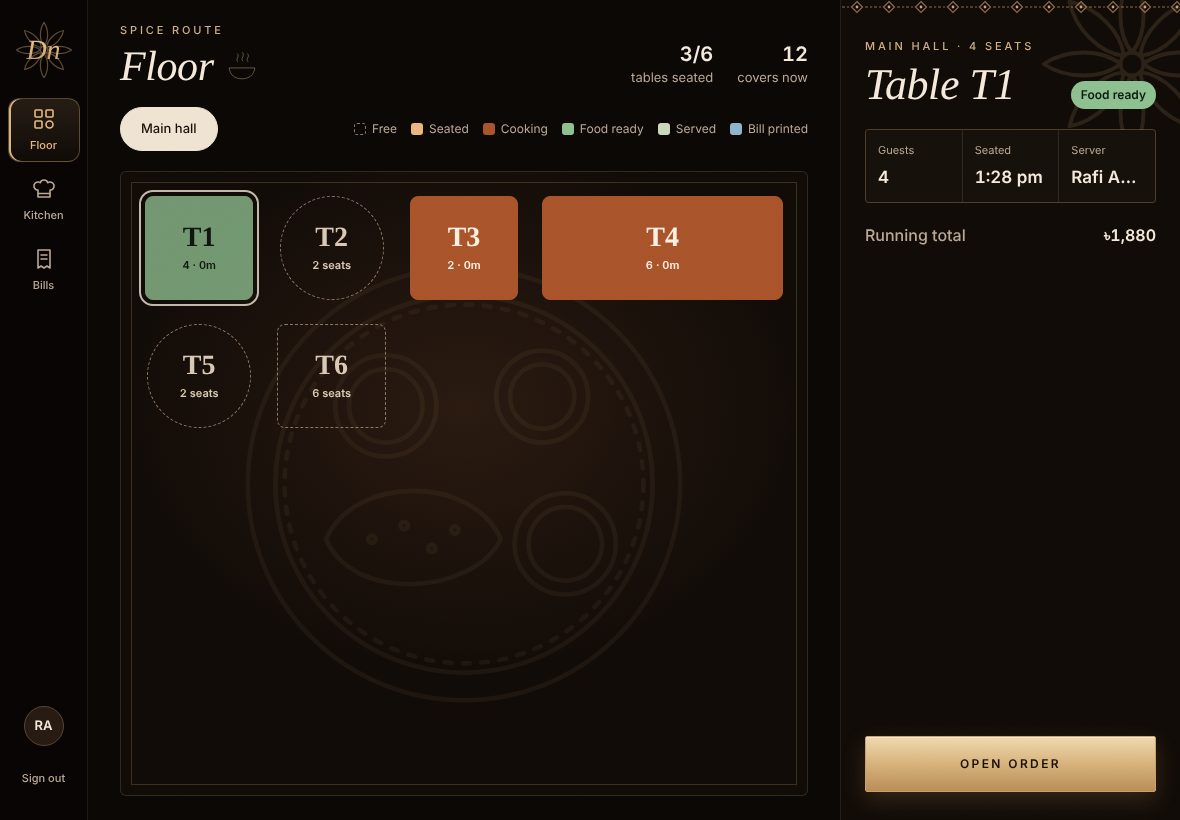 Dn
Floor
Kitchen
Bills
RA
Sign out
SPICE ROUTE
Floor
3/6
tables seated
12
covers now
Main hall
Free Seated Cooking Food ready Served Bill printed
T1
4 · 0m
T2
2 seats
T3
2 · 0m
T4
6 · 0m
T5
2 seats
T6
6 seats
MAIN HALL · 4 SEATS
Table T1
Food ready
Guests
4
Seated
1:28 pm
Server
Rafi A...
Running total ৳1,880
OPEN ORDER